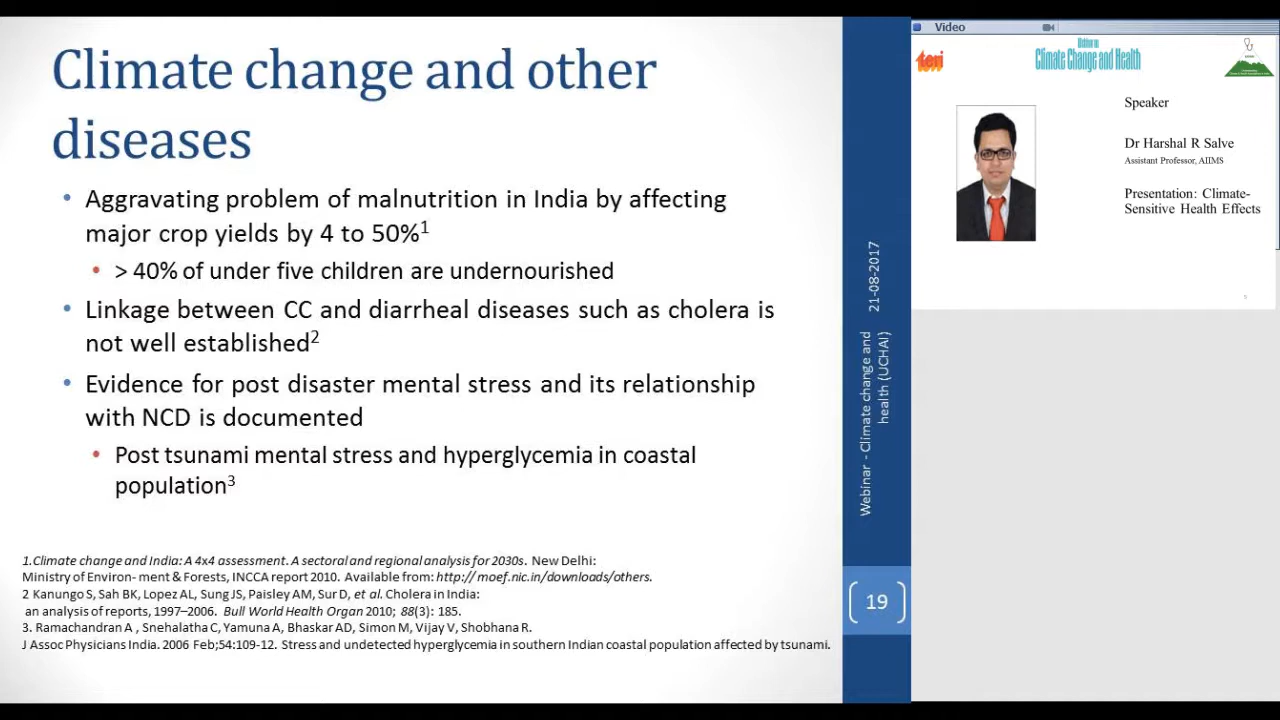 Climate change and other
diseases
• Aggravating problem of malnutrition in India by affecting
major crop yields by 4 to 50%1
• > 40% of under five children are undernourished
• Linkage between CC and diarrheal diseases such as cholera is
not well established2
• Evidence for post disaster mental stress and its relationship
with NCD is documented
• Post tsunami mental stress and hyperglycemia in coastal
population3
1.Climate change and India: A 4x4 assessment. A sectoral and regional analysis for 2030s. New Delhi:
Ministry of Environ- ment & Forests, INCCA report 2010. Available from: http:// moef.nic.in/downloads/others.
2 Kanungo S, Sah BK, Lopez AL, Sung JS, Paisley AM, Sur D, et al. Cholera in India:
an analysis of reports, 1997–2006. Bull World Health Organ 2010; 88(3): 185.
3. Ramachandran A , Snehalatha C, Yamuna A, Bhaskar AD, Simon M, Vijay V, Shobhana R.
J Assoc Physicians India. 2006 Feb;54:109-12. Stress and undetected hyperglycemia in southern Indian coastal population affected by tsunami.
21-08-2017
Webinar - Climate change and
health (UCHAI)
19
Video
teri
Webinar on
Climate Change and Health
Speaker
Dr Harshal R Salve
Assistant Professor, AIIMS
Presentation: Climate-
Sensitive Health Effects